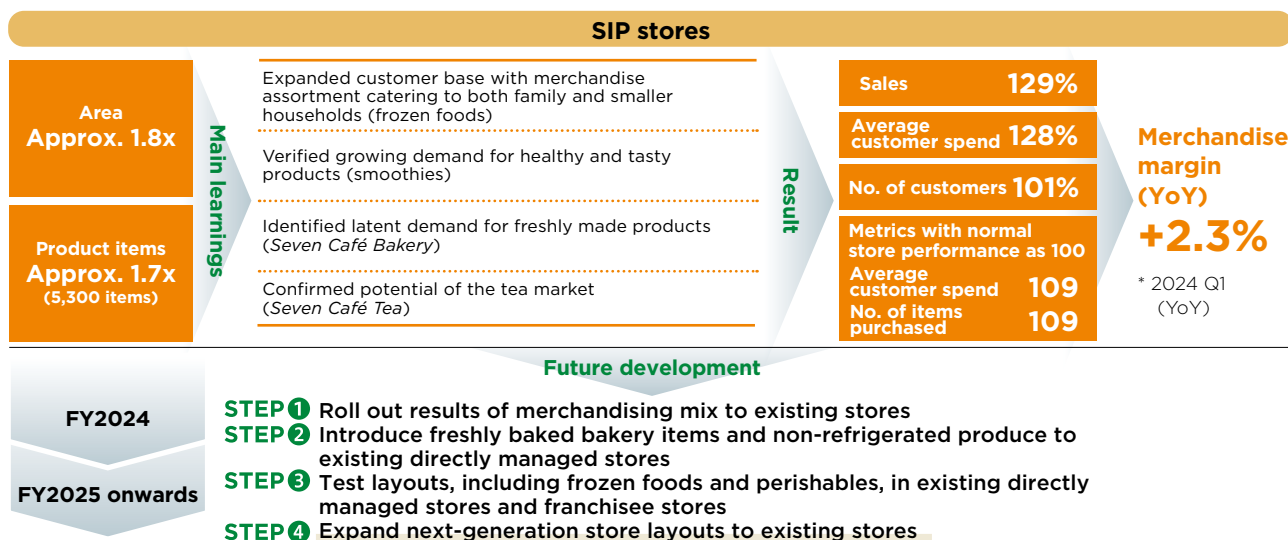 SIP stores
Area
Approx. 1.8x
Product items
Approx. 1.7x
(5,300 items)
Main learnings
Expanded customer base with merchandise
assortment catering to both family and smaller
households (frozen foods)
Verified growing demand for healthy and tasty
products (smoothies)
Identified latent demand for freshly made products
(Seven Café Bakery)
Confirmed potential of the tea market
(Seven Café Tea)
Result
Sales 129%
Average
customer spend 128%
No. of customers 101%
Metrics with normal
store performance as 100
Average
customer spend 109
No. of items
purchased 109
Merchandise
margin
(YoY)
+2.3%
* 2024 Q1
(YoY)
Future development
FY2024
FY2025 onwards
STEP 1 Roll out results of merchandising mix to existing stores
STEP 2 Introduce freshly baked bakery items and non-refrigerated produce to
existing directly managed stores
STEP 3 Test layouts, including frozen foods and perishables, in existing directly
managed stores and franchisee stores
STEP 4 Expand next-generation store layouts to existing stores